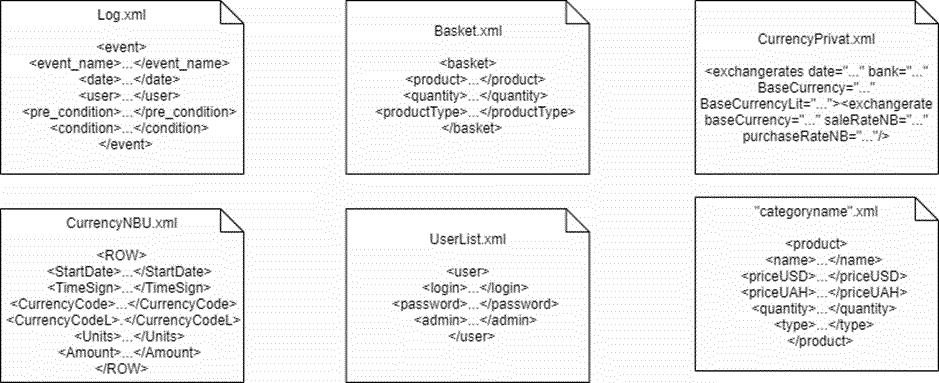 Log.xml
<event>
<event_name>...</event_name>
<date>...</date>
<user>...</user>
<pre_condition>...</pre_condition>
<condition>...</condition>
</event>
Basket.xml
<basket>
<product>...</product>
<quantity>...</quantity>
<productType>...</productType>
</basket>
CurrencyPrivat.xml
<exchangerates date="..." bank="..."
BaseCurrency="..."
BaseCurrencyLit="..."><exchangerate
baseCurrency="..." saleRateNB="..."
purchaseRateNB="..."/>
CurrencyNBU.xml
<ROW>
<StartDate>...</StartDate>
<TimeSign>...</TimeSign>
<CurrencyCode>...</CurrencyCode>
<CurrencyCodeL>.</CurrencyCodeL>
<Units>...</Units>
<Amount>...</Amount>
</ROW>
UserList.xml
<user>
<login>...</login>
<password>...</password>
<admin>...</admin>
</user>
"categoryname".xml
<product>
<name>...</name>
<priceUSD>...</priceUSD>
<priceUAH>...</priceUAH>
<quantity>...</quantity>
<type>...</type>
</product>